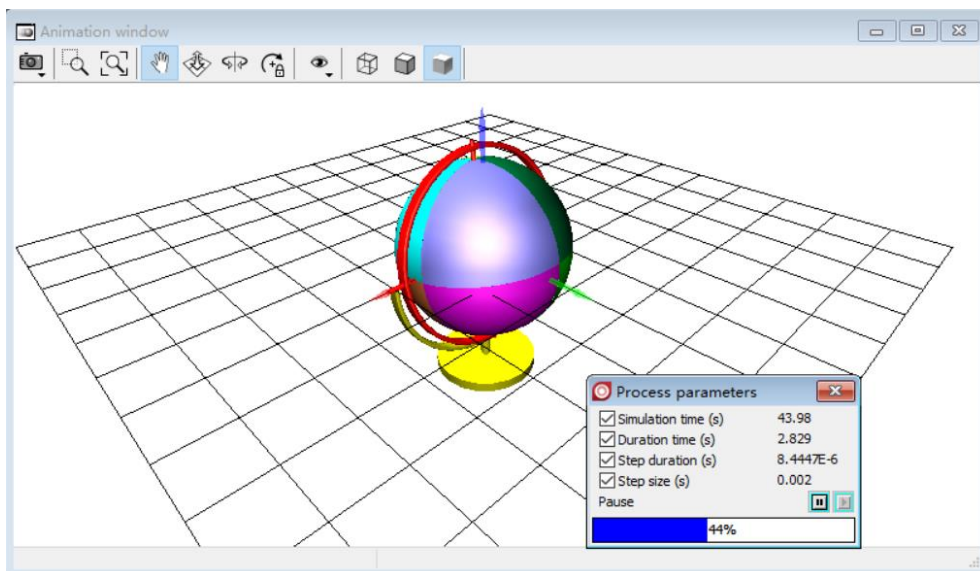 Animation window
Process parameters
Simulation time (s) 43.98
Duration time (s) 2.829
Step duration (s) 8.4447E-6
Step size (s) 0.002
Pause
44%